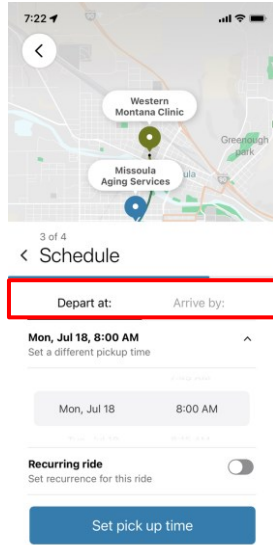 7:22
Western
Montana Clinic
Greenough
park
Missoula
Aging Services
ula
3 of 4
Schedule
Depart at:
Arrive by:
Mon, Jul 18, 8:00 AM
Set a different pickup time
Mon, Jul 18
8:00 AM
Recurring ride
Set recurrence for this ride
Set pick up time